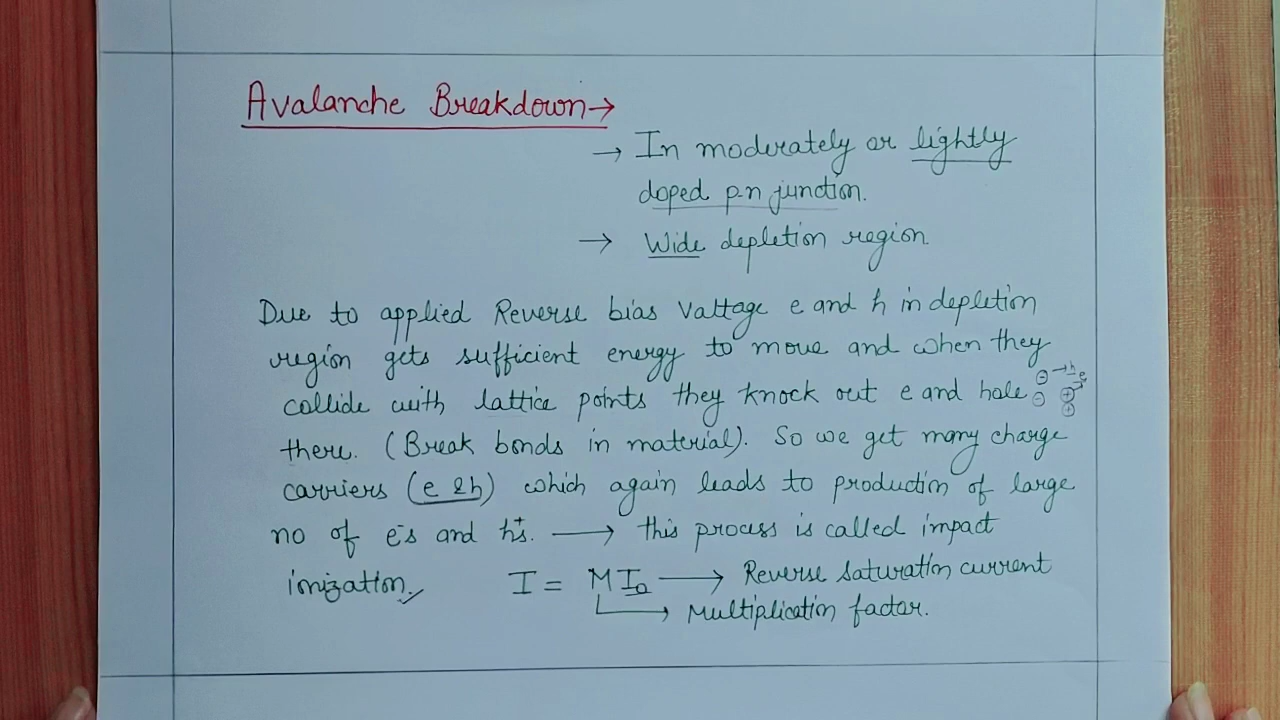 Avalanche Breakdown→
→ In moderately or lightly
doped p-n junction.
→ Wide depletion region.
Due to applied Reverse bias Valtage e and h in depletion
region gets sufficient energy to move and when they
collide with lattice points they knock out e and hole
⊖→h e
⊖ ⊕
⊕
there. (Break bonds in material). So we get many charge
carriers (e & h) which again leads to production of large
no of e⁻s and h⁺s. ⟶ this process is called impact
ionization. ✓ I = M I₀ ⟶ Reverse saturation current
→ Multiplication factor.